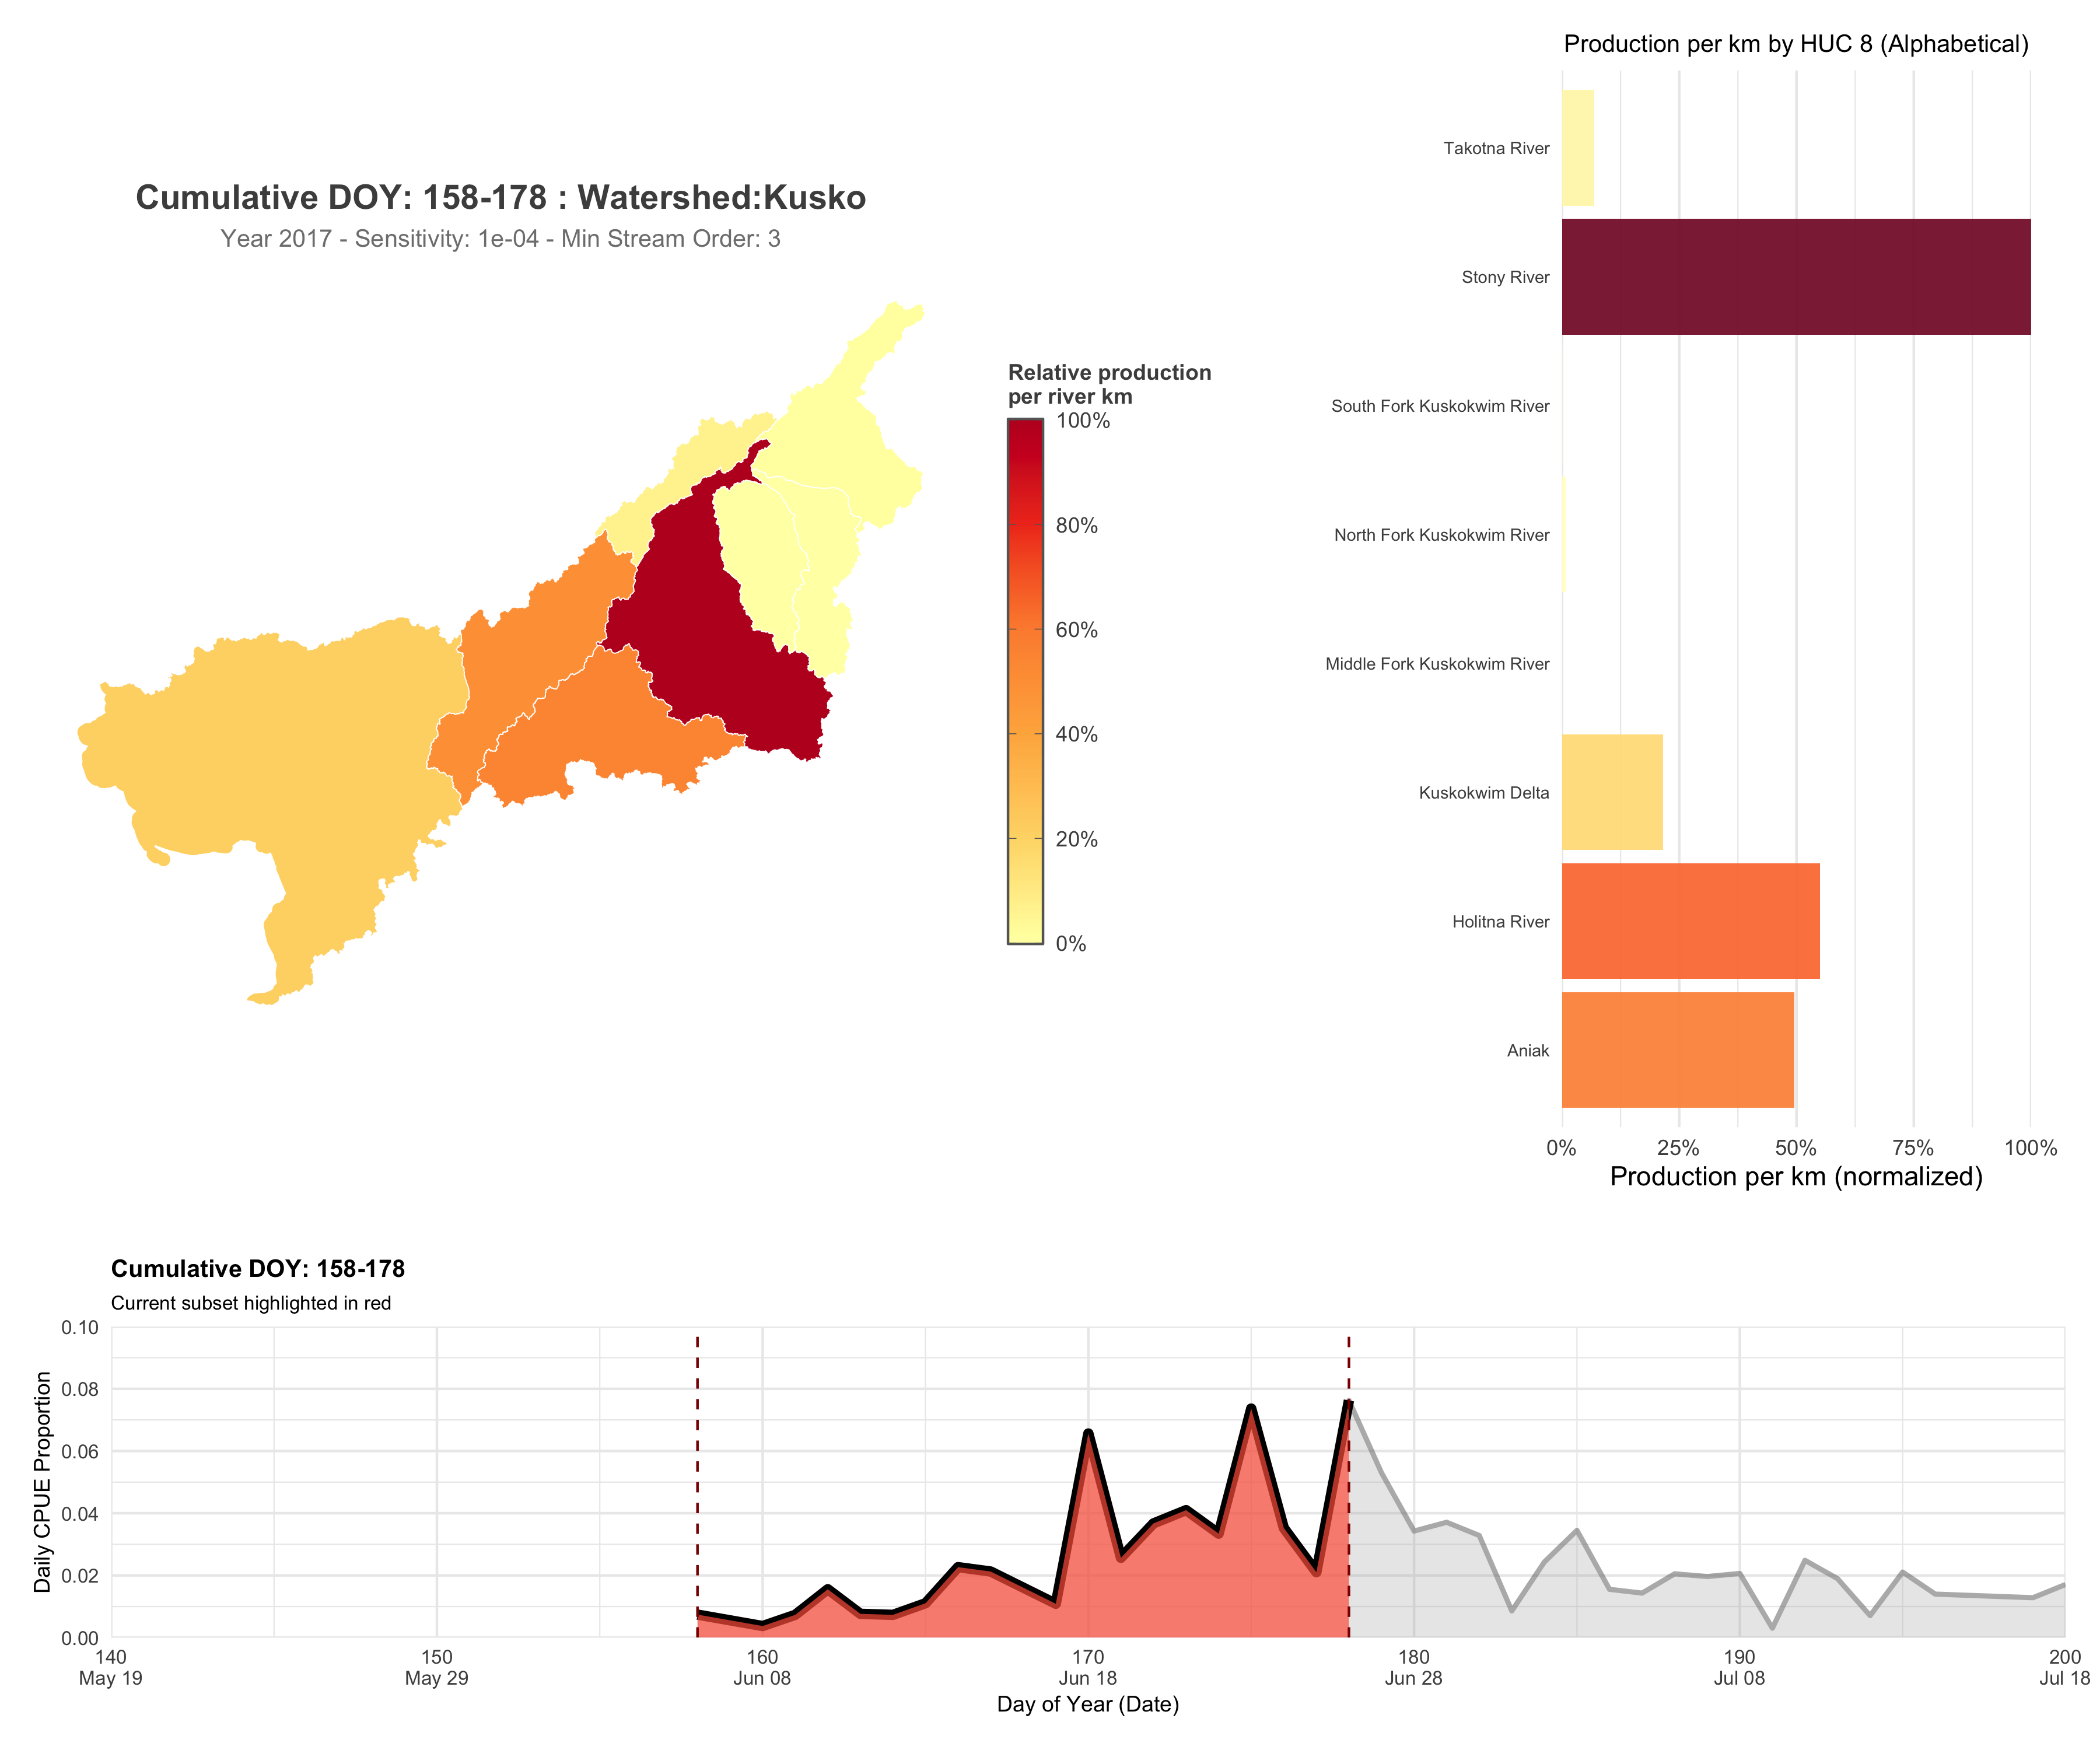 Production per km by HUC 8 (Alphabetical)
Takotna River
Stony River
South Fork Kuskokwim River
North Fork Kuskokwim River
Middle Fork Kuskokwim River
Kuskokwim Delta
Holitna River
Aniak
0% 25% 50% 75% 100%
Production per km (normalized)
Cumulative DOY: 158-178 : Watershed:Kusko
Year 2017 - Sensitivity: 1e-04 - Min Stream Order: 3
Relative production
per river km
100%
80%
60%
40%
20%
0%
Cumulative DOY: 158-178
Current subset highlighted in red
Daily CPUE Proportion
0.10
0.08
0.06
0.04
0.02
0.00
140 150 160 170 180 190 200
May 19 May 29 Jun 08 Jun 18 Jun 28 Jul 08 Jul 18
Day of Year (Date)